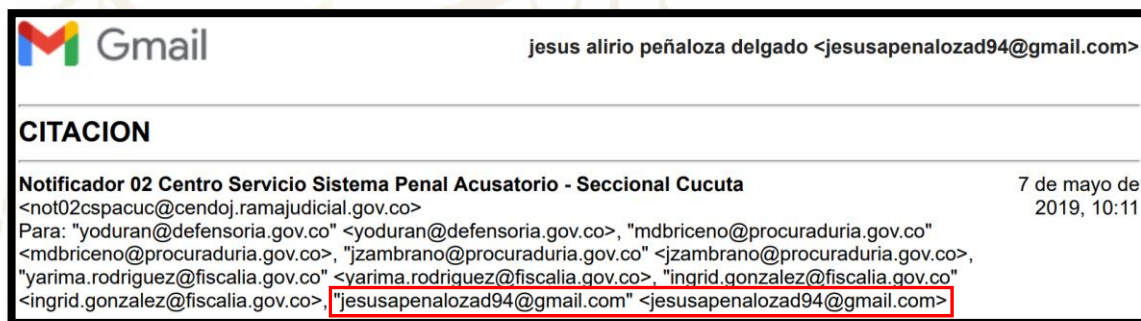 Gmail
jesus alirio peñaloza delgado <jesusapenalozad94@gmail.com>
CITACION
Notificador 02 Centro Servicio Sistema Penal Acusatorio - Seccional Cucuta
7 de mayo de
<not02cspacuc@cendoj.ramajudicial.gov.co>
2019, 10:11
Para: "yoduran@defensoria.gov.co" <yoduran@defensoria.gov.co>, "mdbriceno@procuraduria.gov.co"
<mdbriceno@procuraduria.gov.co>, "jzambrano@procuraduria.gov.co" <jzambrano@procuraduria.gov.co>,
"yarima.rodriguez@fiscalia.gov.co" <yarima.rodriguez@fiscalia.gov.co>, "ingrid.gonzalez@fiscalia.gov.co"
<ingrid.gonzalez@fiscalia.gov.co>, "jesusapenalozad94@gmail.com" <jesusapenalozad94@gmail.com>